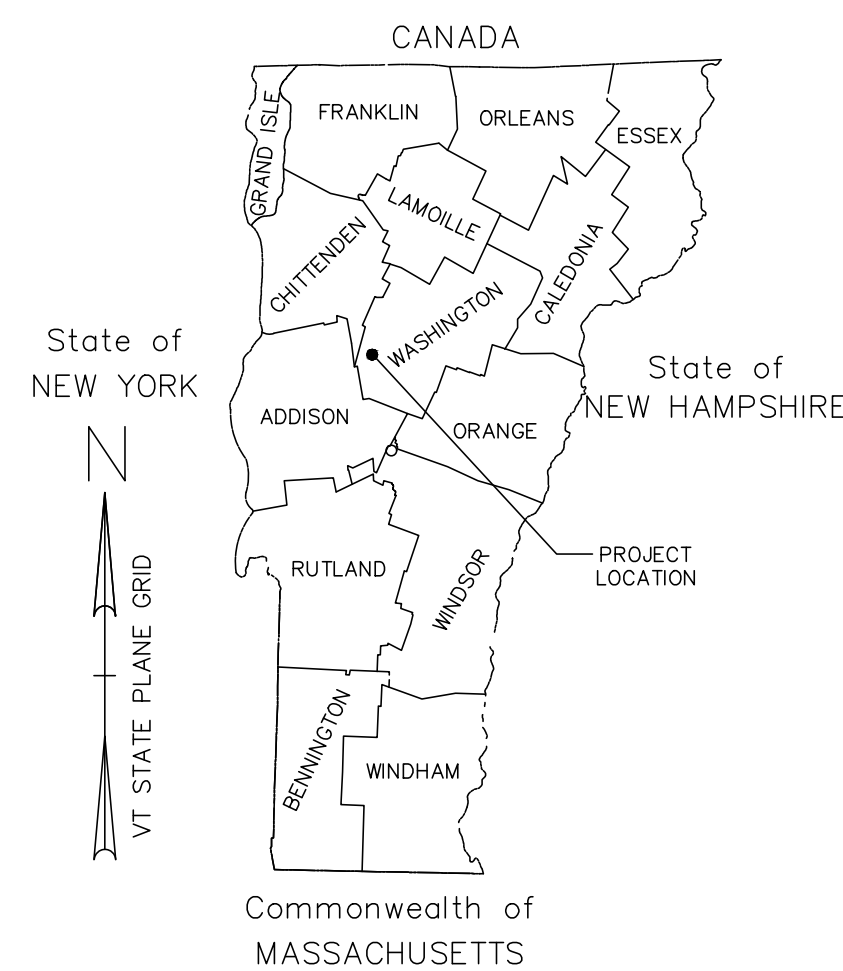 CANADA
FRANKLIN
ORLEANS
ESSEX
GRAND ISLE
LAMOILLE
CHITTENDEN
CALEDONIA
WASHINGTON
State of
NEW YORK
State of
NEW HAMPSHIRE
ADDISON
ORANGE
N
PROJECT
LOCATION
RUTLAND
WINDSOR
VT STATE PLANE GRID
BENNINGTON
WINDHAM
Commonwealth of
MASSACHUSETTS